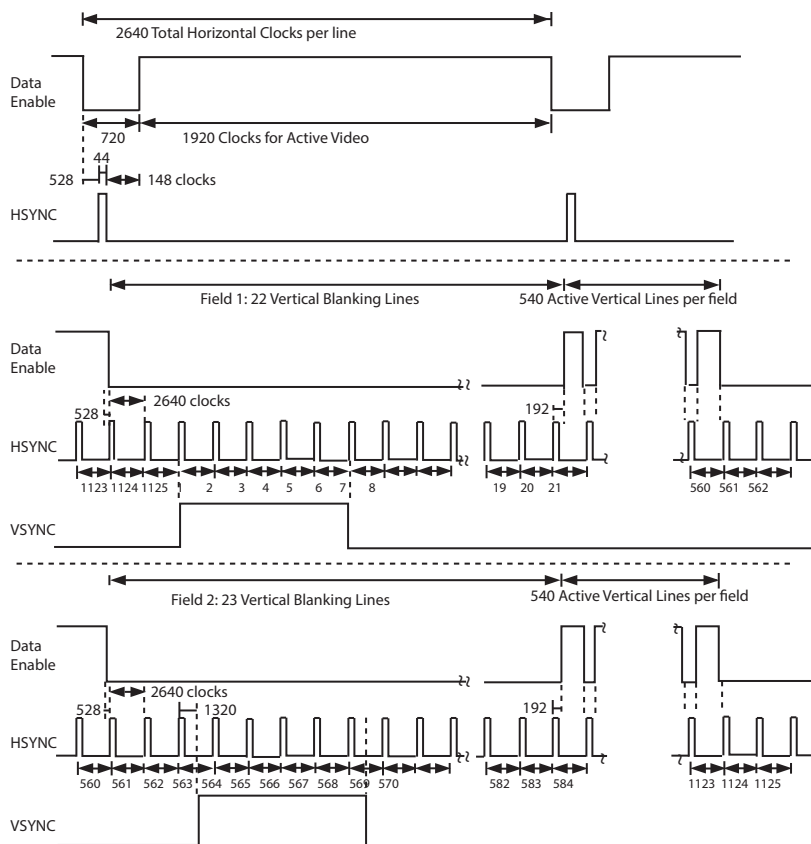 2640 Total Horizontal Clocks per line
Data
Enable
720
1920 Clocks for Active Video
44
528
148 clocks
HSYNC
Field 1: 22 Vertical Blanking Lines
540 Active Vertical Lines per field
Data
Enable
528
2640 clocks
192
HSYNC
1123 1124 1125 1 2 3 4 5 6 7 8 19 20 21 560 561 562
VSYNC
Field 2: 23 Vertical Blanking Lines
540 Active Vertical Lines per field
Data
Enable
2640 clocks
528
1320
192
HSYNC
560 561 562 563 564 565 566 567 568 569 570 582 583 584 1123 1124 1125
VSYNC